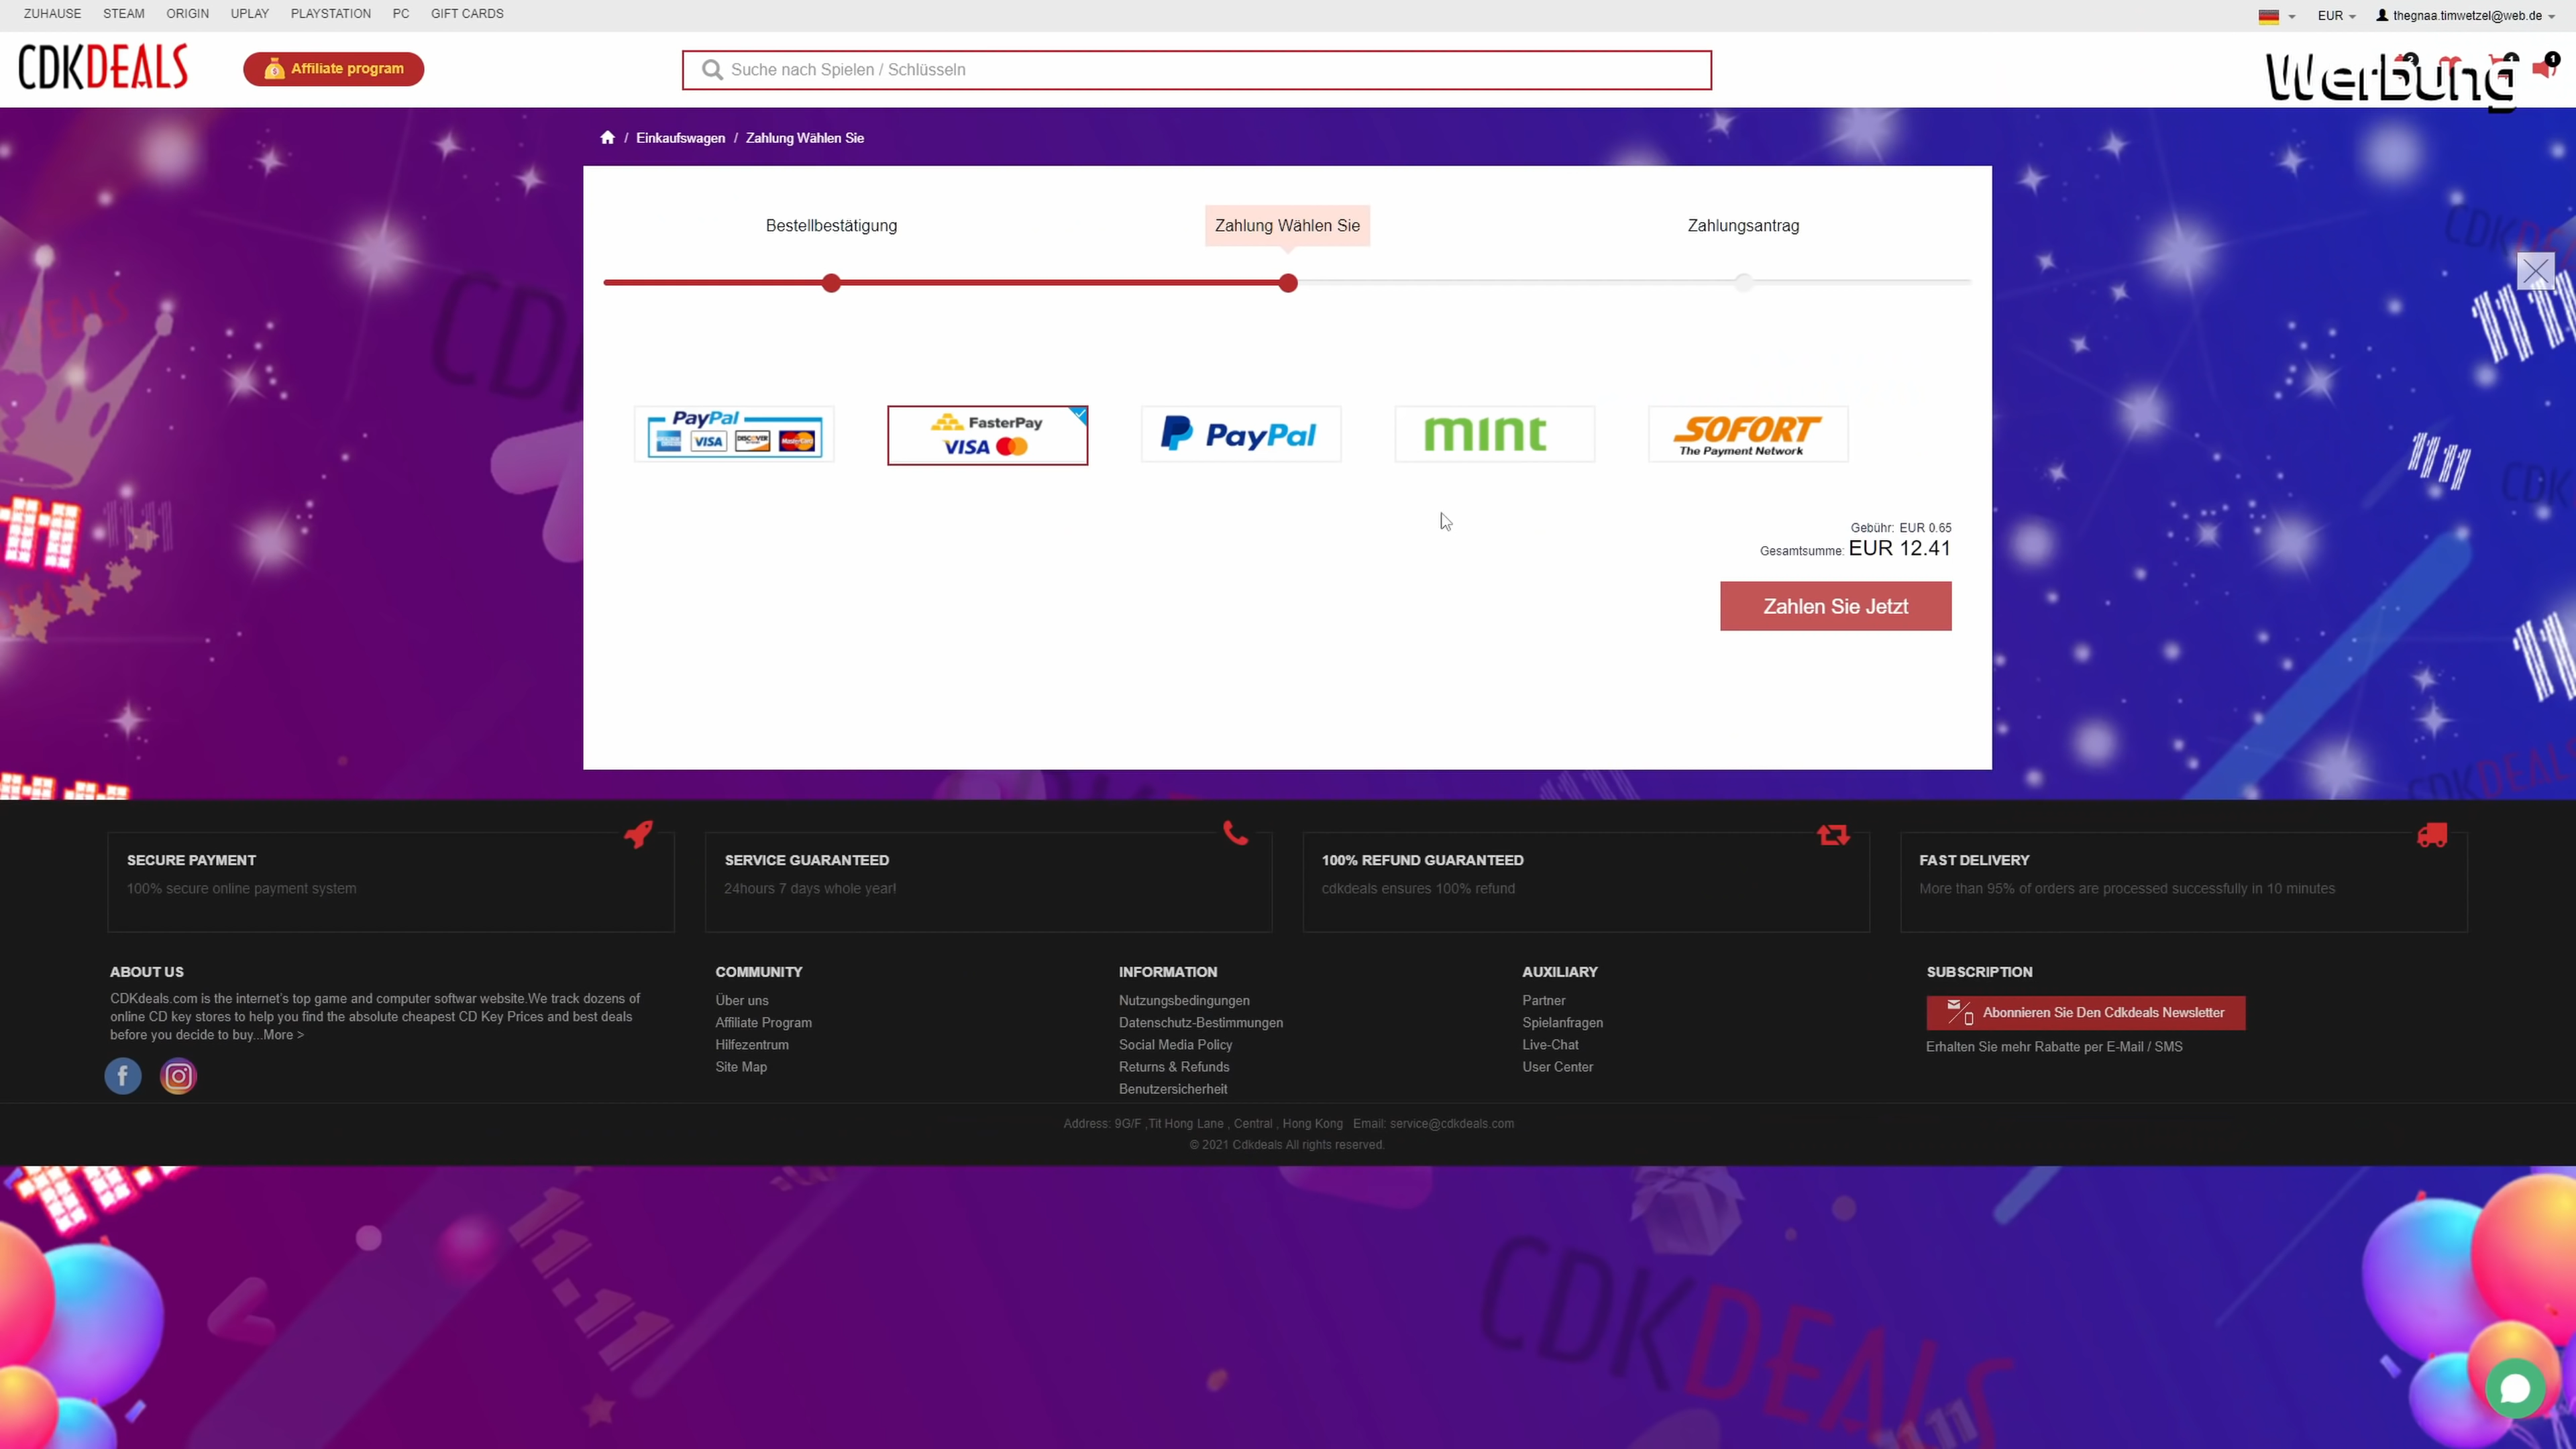 ZUHAUSE STEAM ORIGIN UPLAY PLAYSTATION PC GIFT CARDS
EUR thegnaa.timwetzel@web.de
CDKDEALS
Affiliate program
Suche nach Spielen / Schlüsseln
Werbung
1
/ Einkaufswagen / Zahlung Wählen Sie
Bestellbestätigung
Zahlung Wählen Sie
Zahlungsantrag
PayPal
VISA DISCOVER MasterCard
FasterPay
VISA
PayPal
mint
SOFORT
The Payment Network
Gebühr: EUR 0.65
Gesamtsumme: EUR 12.41
Zahlen Sie Jetzt
SECURE PAYMENT
100% secure online payment system
SERVICE GUARANTEED
24hours 7 days whole year!
100% REFUND GUARANTEED
cdkdeals ensures 100% refund
FAST DELIVERY
More than 95% of orders are processed successfully in 10 minutes
ABOUT US
CDKdeals.com is the internet's top game and computer softwar website.We track dozens of
online CD key stores to help you find the absolute cheapest CD Key Prices and best deals
before you decide to buy...More >
COMMUNITY
Über uns
Affiliate Program
Hilfezentrum
Site Map
INFORMATION
Nutzungsbedingungen
Datenschutz-Bestimmungen
Social Media Policy
Returns & Refunds
Benutzersicherheit
AUXILIARY
Partner
Spielanfragen
Live-Chat
User Center
SUBSCRIPTION
Abonnieren Sie Den Cdkdeals Newsletter
Erhalten Sie mehr Rabatte per E-Mail / SMS
Address: 9G/F ,Tit Hong Lane , Central , Hong Kong Email: service@cdkdeals.com
© 2021 Cdkdeals All rights reserved.
11-11
CDKDEALS